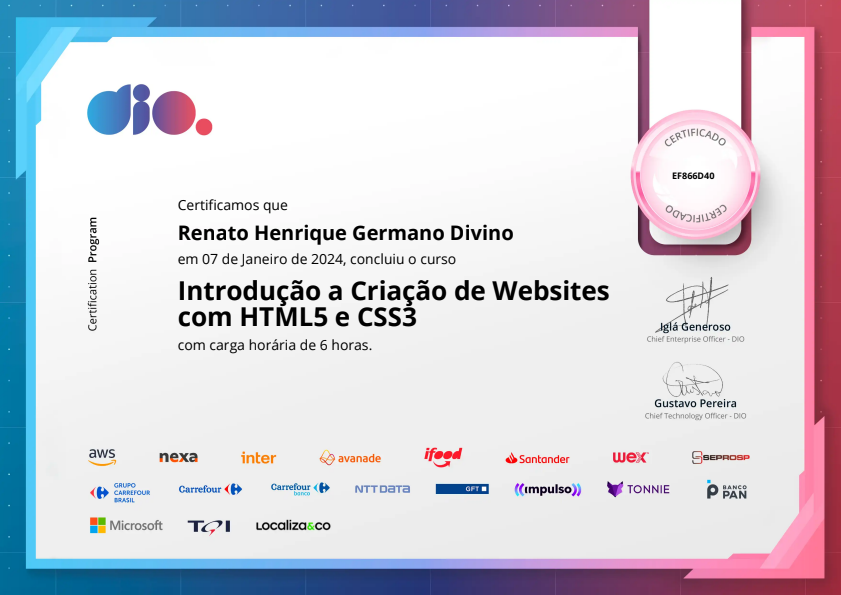 dio.
CERTIFICADO
EF866D40
CERTIFICADO
Certification Program
Certificamos que
Renato Henrique Germano Divino
em 07 de Janeiro de 2024, concluiu o curso
Introdução a Criação de Websites
com HTML5 e CSS3
com carga horária de 6 horas.
Iglá Generoso
Chief Enterprise Officer - DIO
Gustavo Pereira
Chief Technology Officer - DIO
aws nexa inter avanade ifood Santander wex SEPROSP
GRUPO CARREFOUR BRASIL Carrefour Carrefour banco NTT DATA GFT impulso TONNIE BANCO PAN
Microsoft TQI Localiza&co